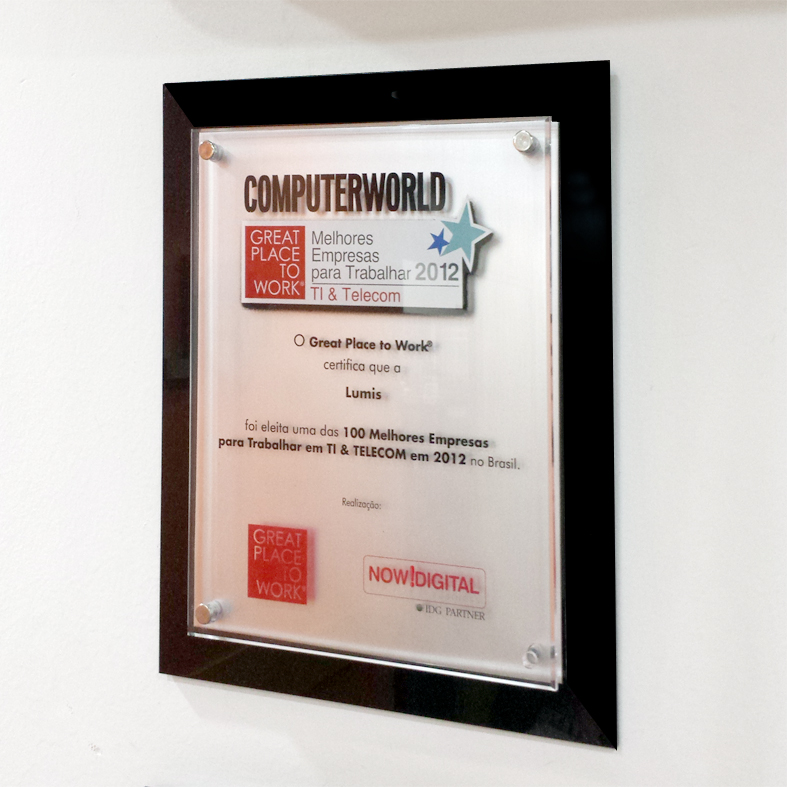 COMPUTERWORLD
GREAT
PLACE
TO
WORK®
Melhores
Empresas
para Trabalhar 2012
TI & Telecom
O Great Place to Work®
certifica que a
Lumis
foi eleita uma das 100 Melhores Empresas
para Trabalhar em TI & TELECOM em 2012 no Brasil.
Realização:
GREAT
PLACE
TO
WORK®
NOW!DIGITAL
IDG PARTNER